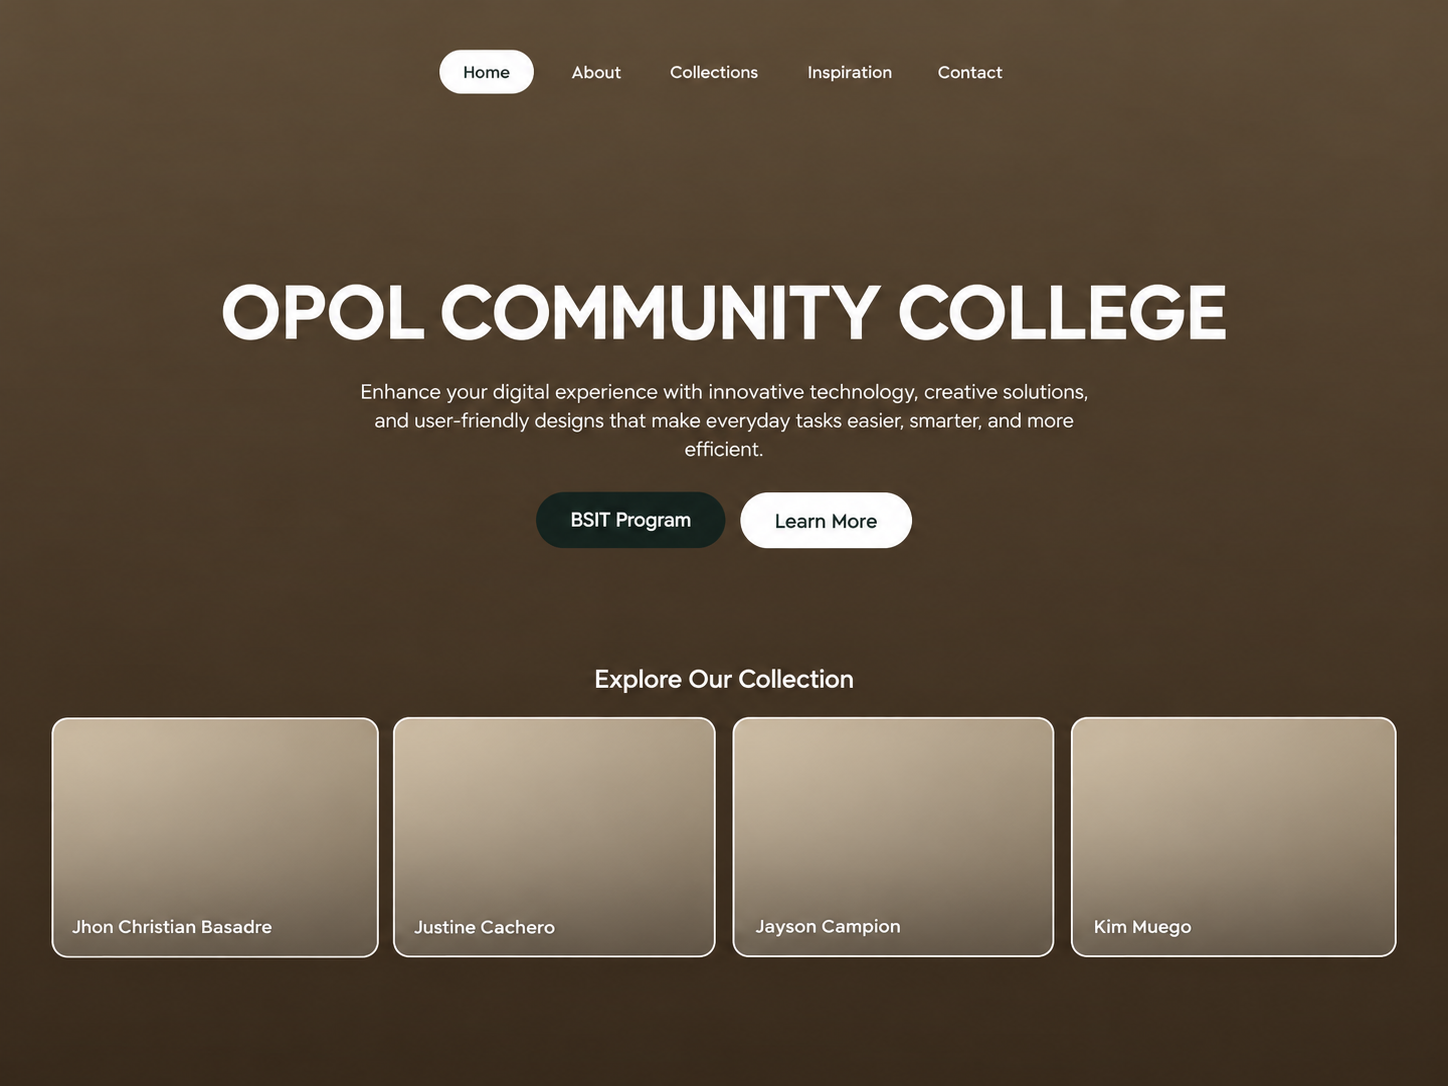 Home About Collections Inspiration Contact
OPOL COMMUNITY COLLEGE
Enhance your digital experience with innovative technology, creative solutions,
and user-friendly designs that make everyday tasks easier, smarter, and more
efficient.
BSIT Program Learn More
Explore Our Collection
Jhon Christian Basadre Justine Cachero Jayson Campion Kim Muego